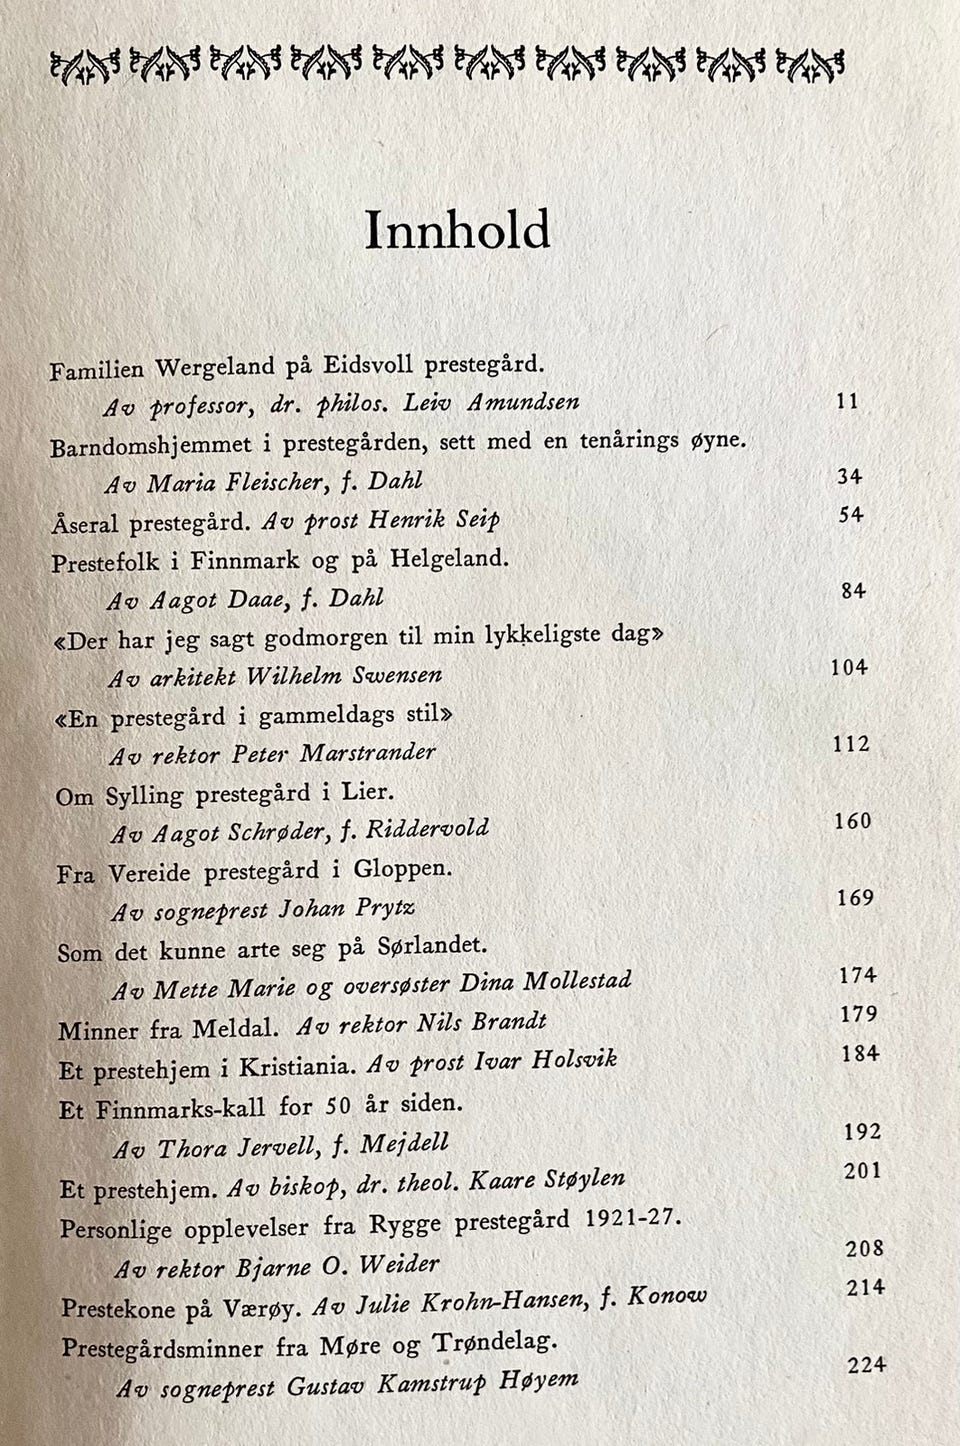 Innhold
Familien Wergeland på Eidsvoll prestegård.
Av professor, dr. philos. Leiv Amundsen 11
Barndomshjemmet i prestegården, sett med en tenårings øyne.
Av Maria Fleischer, f. Dahl 34
Åseral prestegård. Av prost Henrik Seip 54
Prestefolk i Finnmark og på Helgeland.
Av Aagot Daae, f. Dahl 84
«Der har jeg sagt godmorgen til min lykkeligste dag»
Av arkitekt Wilhelm Swensen 104
«En prestegård i gammeldags stil»
Av rektor Peter Marstrander 112
Om Sylling prestegård i Lier.
Av Aagot Schrøder, f. Riddervold 160
Fra Vereide prestegård i Gloppen.
Av sogneprest Johan Prytz 169
Som det kunne arte seg på Sørlandet.
Av Mette Marie og oversøster Dina Mollestad 174
Minner fra Meldal. Av rektor Nils Brandt 179
Et prestehjem i Kristiania. Av prost Ivar Holsvik 184
Et Finnmarks-kall for 50 år siden.
Av Thora Jervell, f. Mejdell 192
Et prestehjem. Av biskop, dr. theol. Kaare Støylen 201
Personlige opplevelser fra Rygge prestegård 1921-27.
Av rektor Bjarne O. Weider 208
Prestekone på Værøy. Av Julie Krohn-Hansen, f. Konow 214
Prestegårdsminner fra Møre og Trøndelag.
Av sogneprest Gustav Kamstrup Høyem 224